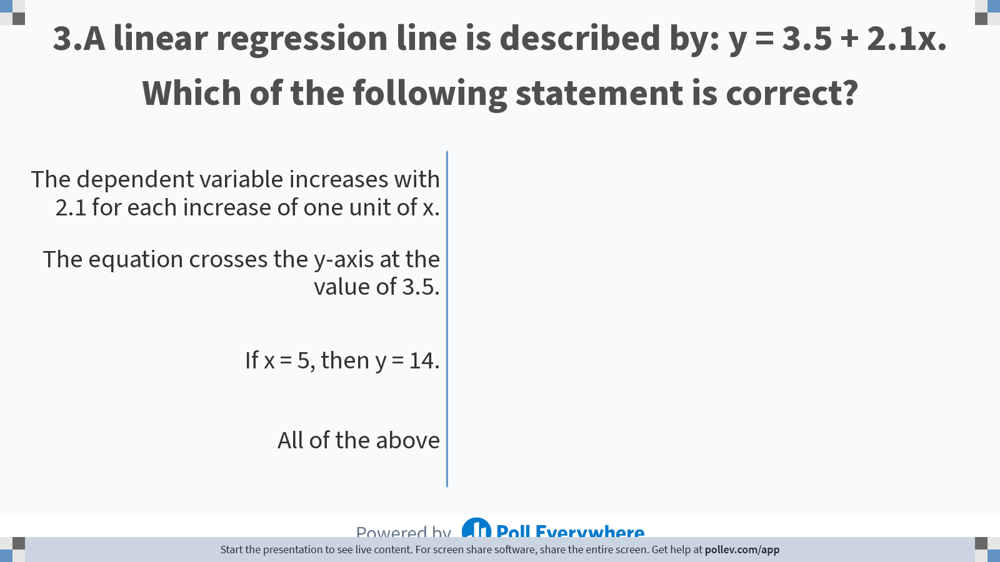 3.A linear regression line is described by: y = 3.5 + 2.1x.
Which of the following statement is correct?
The dependent variable increases with
2.1 for each increase of one unit of x.
The equation crosses the y-axis at the
value of 3.5.
If x = 5, then y = 14.
All of the above
Powered by Poll Everywhere
Start the presentation to see live content. For screen share software, share the entire screen. Get help at pollev.com/app